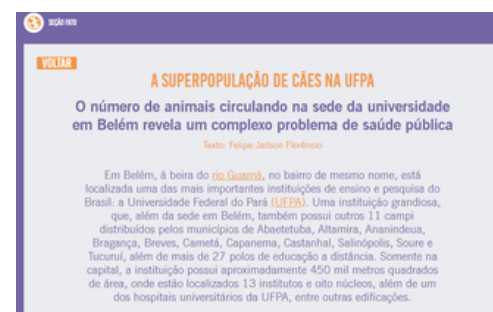 SEÇÃO FATO
VOLTAR
A SUPERPOPULAÇÃO DE CÃES NA UFPA
O número de animais circulando na sede da universidade
em Belém revela um complexo problema de saúde pública
Texto: Felipe Jailson Florêncio
Em Belém, à beira do rio Guamá, no bairro de mesmo nome, está
localizada uma das mais importantes instituições de ensino e pesquisa do
Brasil: a Universidade Federal do Pará (UFPA). Uma instituição grandiosa,
que, além da sede em Belém, também possui outros 11 campi
distribuídos pelos municípios de Abaetetuba, Altamira, Ananindeua,
Bragança, Breves, Cametá, Capanema, Castanhal, Salinópolis, Soure e
Tucuruí, além de mais de 27 polos de educação a distância. Somente na
capital, a instituição possui aproximadamente 450 mil metros quadrados
de área, onde estão localizados 13 institutos e oito núcleos, além de um
dos hospitais universitários da UFPA, entre outras edificações.